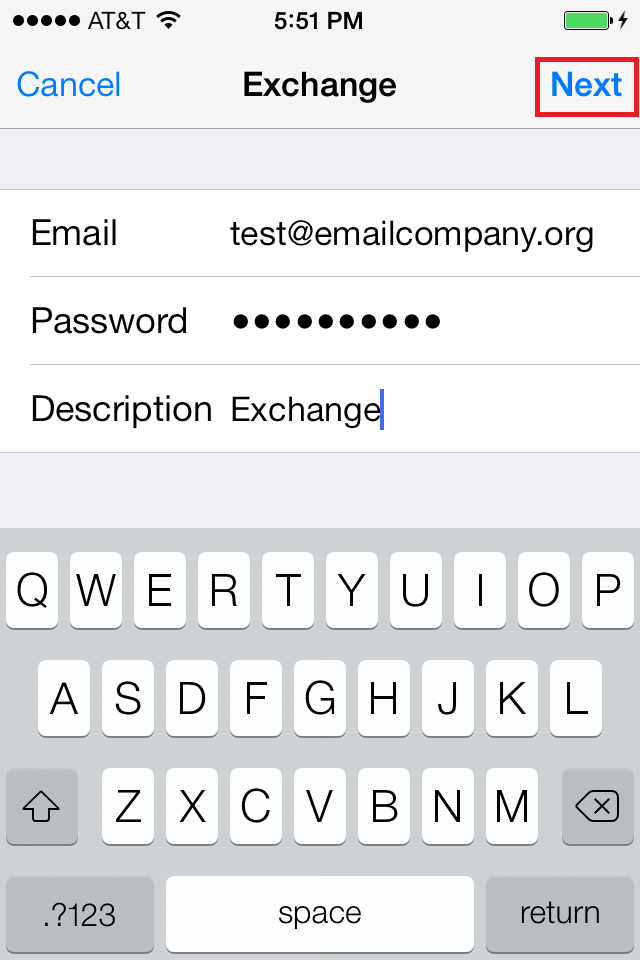 AT&T 5:51 PM
Cancel Exchange Next
Email test@emailcompany.org
Password ●●●●●●●●●●
Description Exchange
Q W E R T Y U I O P
A S D F G H J K L
Z X C V B N M
.?123 space return